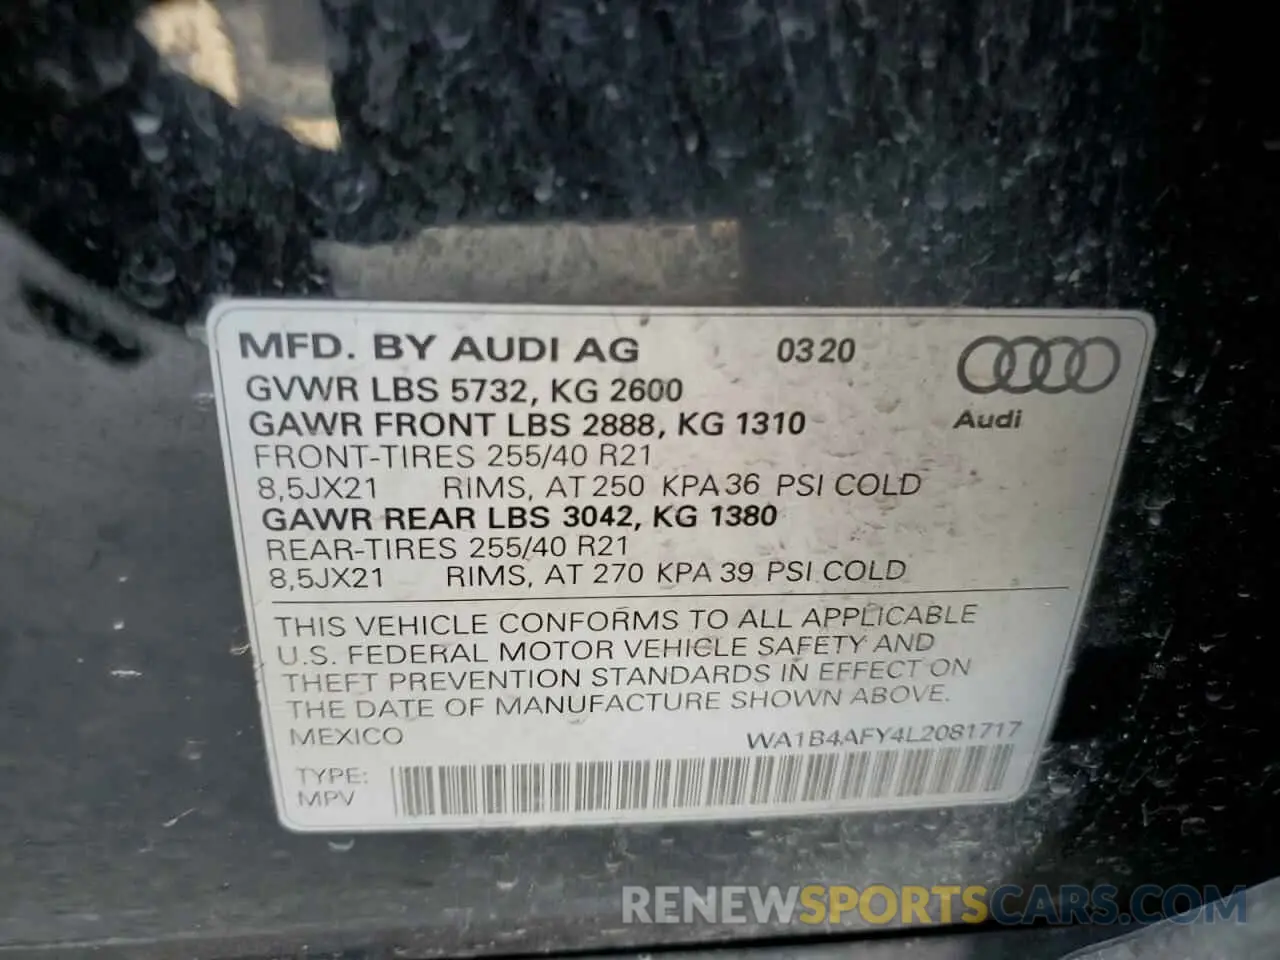 MFD. BY AUDI AG 0320
GVWR LBS 5732, KG 2600
GAWR FRONT LBS 2888, KG 1310
Audi
FRONT-TIRES 255/40 R21
8,5JX21 RIMS, AT 250 KPA 36 PSI COLD
GAWR REAR LBS 3042, KG 1380
REAR-TIRES 255/40 R21
8,5JX21 RIMS, AT 270 KPA 39 PSI COLD
THIS VEHICLE CONFORMS TO ALL APPLICABLE
U.S. FEDERAL MOTOR VEHICLE SAFETY AND
THEFT PREVENTION STANDARDS IN EFFECT ON
THE DATE OF MANUFACTURE SHOWN ABOVE.
MEXICO WA1B4AFY4L2081717
TYPE:
MPV
RENEWSPORTSCARS.COM